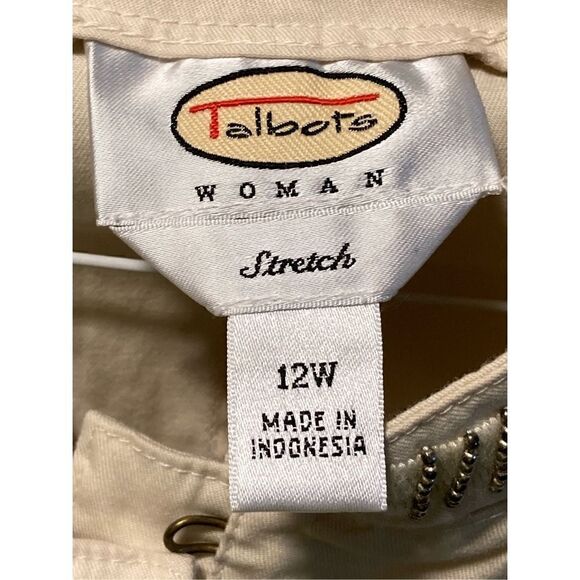 Talbots
WOMAN
Stretch
12W
MADE IN
INDONESIA